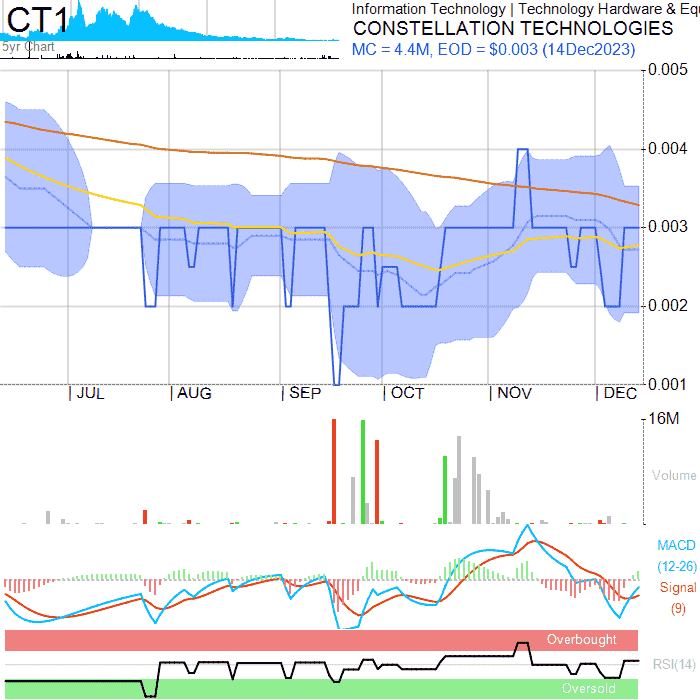 CT1
5yr Chart
Information Technology | Technology Hardware & Equ
CONSTELLATION TECHNOLOGIES
MC = 4.4M, EOD = $0.003 (14Dec2023)
0.005
0.004
0.003
0.002
0.001
JUL
AUG
SEP
OCT
NOV
DEC
16M
Volume
MACD
(12-26)
Signal
(9)
Overbought
RSI(14)
Oversold